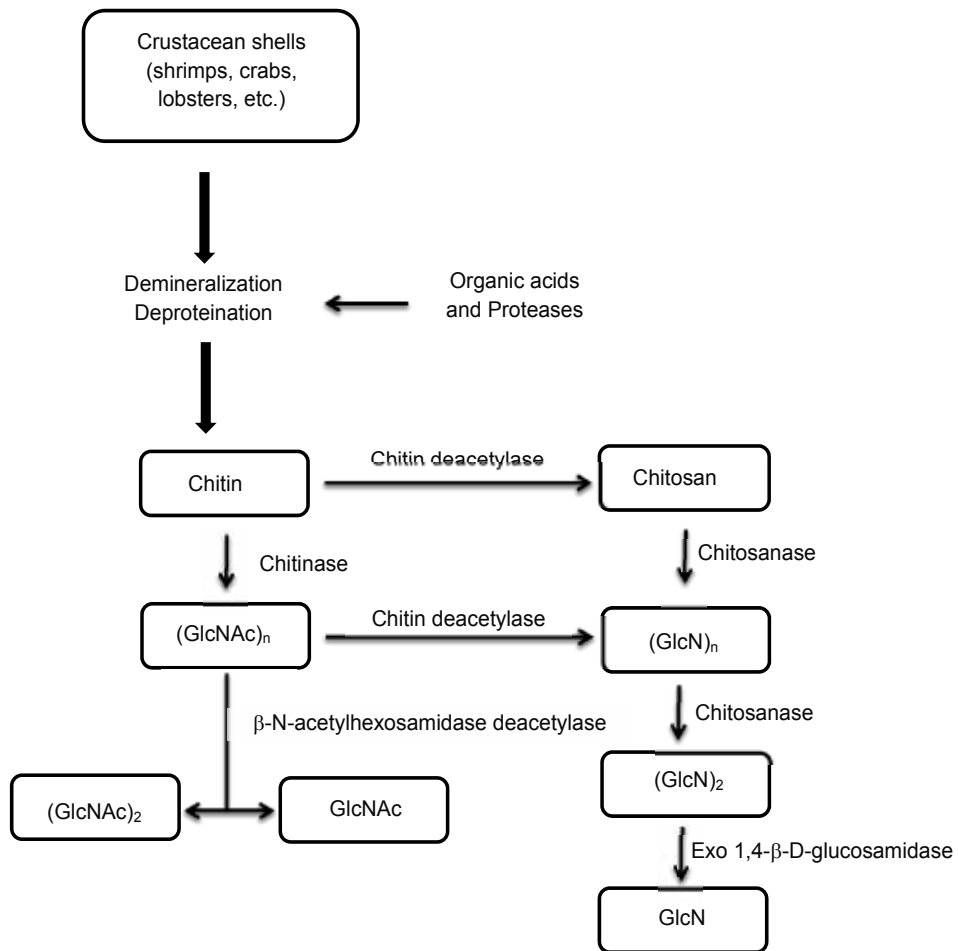 Crustacean shells
(shrimps, crabs,
lobsters, etc.)
Demineralization
Deproteination
Organic acids
and Proteases
Chitin
Chitin deacetylase
Chitosan
Chitinase
Chitosanase
(GlcNAc)n
Chitin deacetylase
(GlcN)n
β-N-acetylhexosamidase deacetylase
Chitosanase
(GlcNAc)2
GlcNAc
(GlcN)2
Exo 1,4-β-D-glucosamidase
GlcN